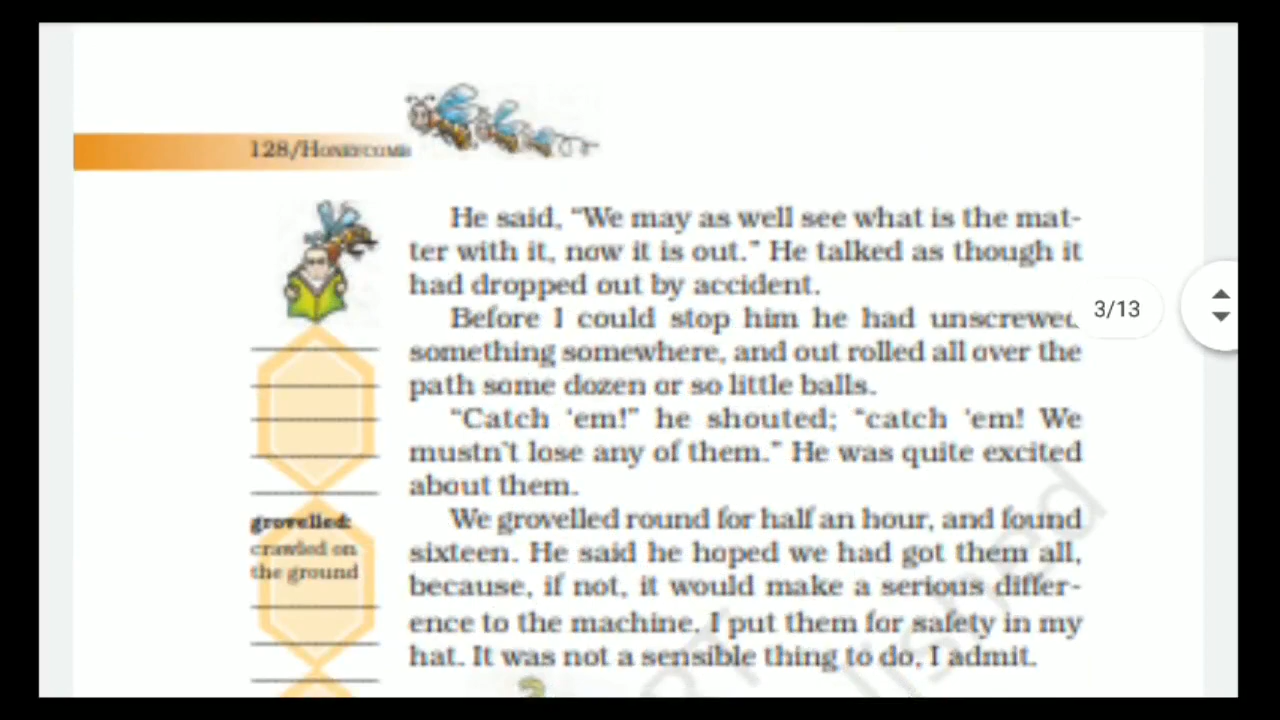 128/HONEYCOMB
He said, “We may as well see what is the mat-
ter with it, now it is out.” He talked as though it
had dropped out by accident.
Before I could stop him he had unscrewed
3/13
something somewhere, and out rolled all over the
path some dozen or so little balls.
“Catch ’em!” he shouted; “catch ’em! We
mustn’t lose any of them.” He was quite excited
about them.
grovelled:
crawled on
the ground
We grovelled round for half an hour, and found
sixteen. He said he hoped we had got them all,
because, if not, it would make a serious differ-
ence to the machine. I put them for safety in my
hat. It was not a sensible thing to do, I admit.